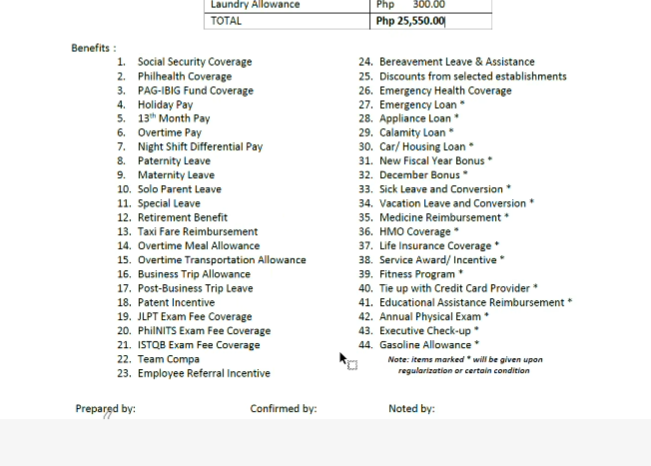 Laundry Allowance Php 300.00
TOTAL Php 25,550.00
Benefits :
1. Social Security Coverage
2. Philhealth Coverage
3. PAG-IBIG Fund Coverage
4. Holiday Pay
5. 13th Month Pay
6. Overtime Pay
7. Night Shift Differential Pay
8. Paternity Leave
9. Maternity Leave
10. Solo Parent Leave
11. Special Leave
12. Retirement Benefit
13. Taxi Fare Reimbursement
14. Overtime Meal Allowance
15. Overtime Transportation Allowance
16. Business Trip Allowance
17. Post-Business Trip Leave
18. Patent Incentive
19. JLPT Exam Fee Coverage
20. PhilNITS Exam Fee Coverage
21. ISTQB Exam Fee Coverage
22. Team Compa
23. Employee Referral Incentive
24. Bereavement Leave & Assistance
25. Discounts from selected establishments
26. Emergency Health Coverage
27. Emergency Loan *
28. Appliance Loan *
29. Calamity Loan *
30. Car/ Housing Loan *
31. New Fiscal Year Bonus *
32. December Bonus *
33. Sick Leave and Conversion *
34. Vacation Leave and Conversion *
35. Medicine Reimbursement *
36. HMO Coverage *
37. Life Insurance Coverage *
38. Service Award/ Incentive *
39. Fitness Program *
40. Tie up with Credit Card Provider *
41. Educational Assistance Reimbursement *
42. Annual Physical Exam *
43. Executive Check-up *
44. Gasoline Allowance *
Note: items marked * will be given upon
regularization or certain condition
Prepared by: Confirmed by: Noted by: